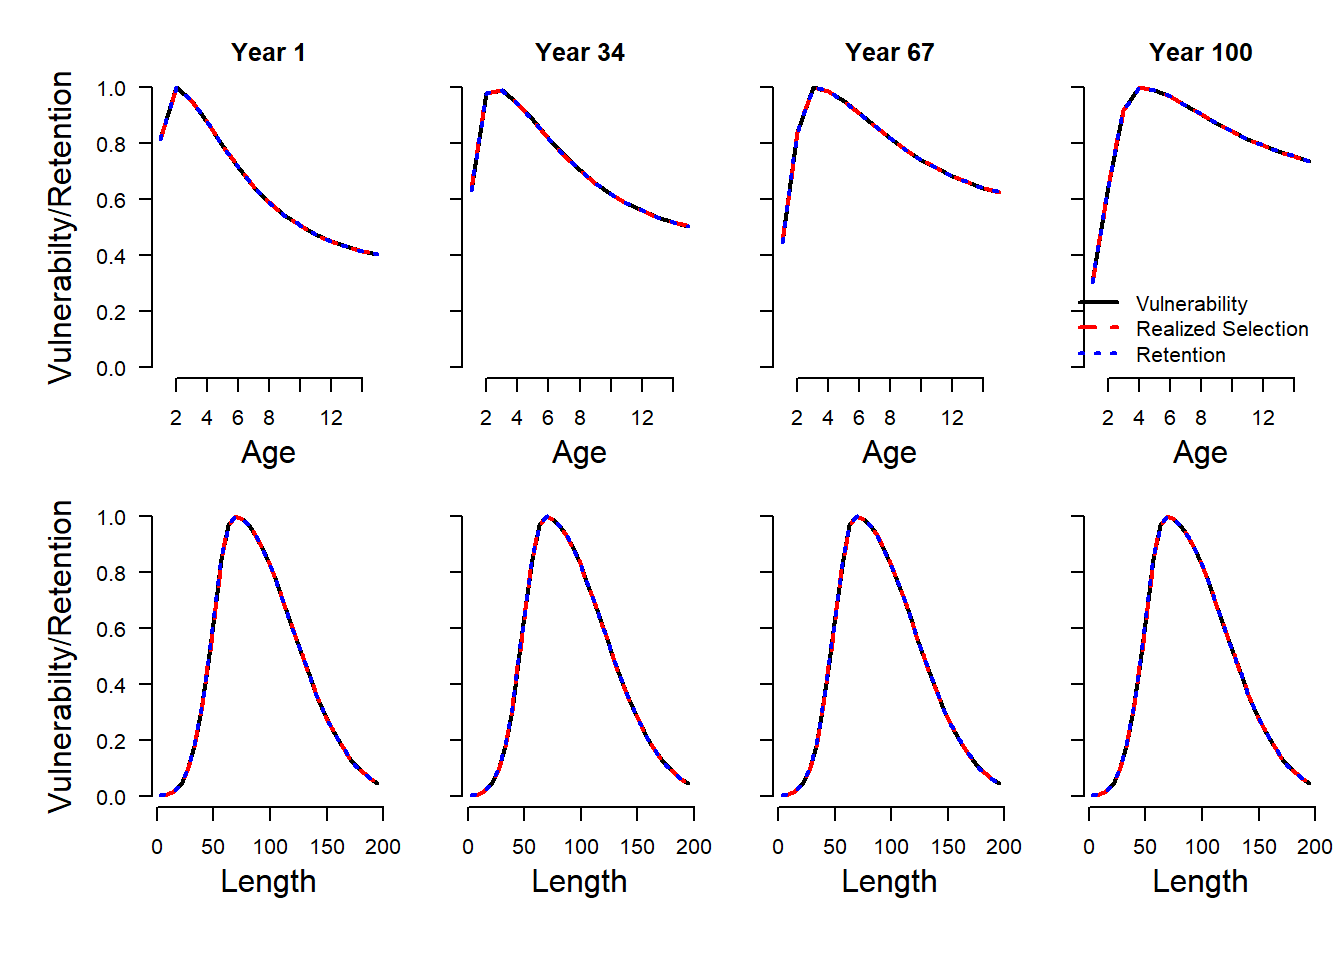 Year 1 Year 34 Year 67 Year 100
Vulnerabilty/Retention
1.0
0.8
0.6
0.4
0.2
0.0
Vulnerability
Realized Selection
Retention
2 4 6 8 12 2 4 6 8 12 2 4 6 8 12 2 4 6 8 12
Age Age Age Age
Vulnerabilty/Retention
1.0
0.8
0.6
0.4
0.2
0.0
0 50 100 150 200 0 50 100 150 200 0 50 100 150 200 0 50 100 150 200
Length Length Length Length